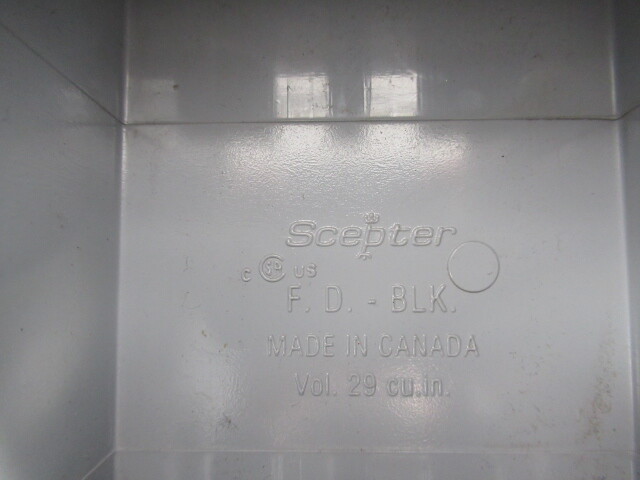 Scepter
C US
F. D. - BLK.
MADE IN CANADA
Vol. 29 cu.in.